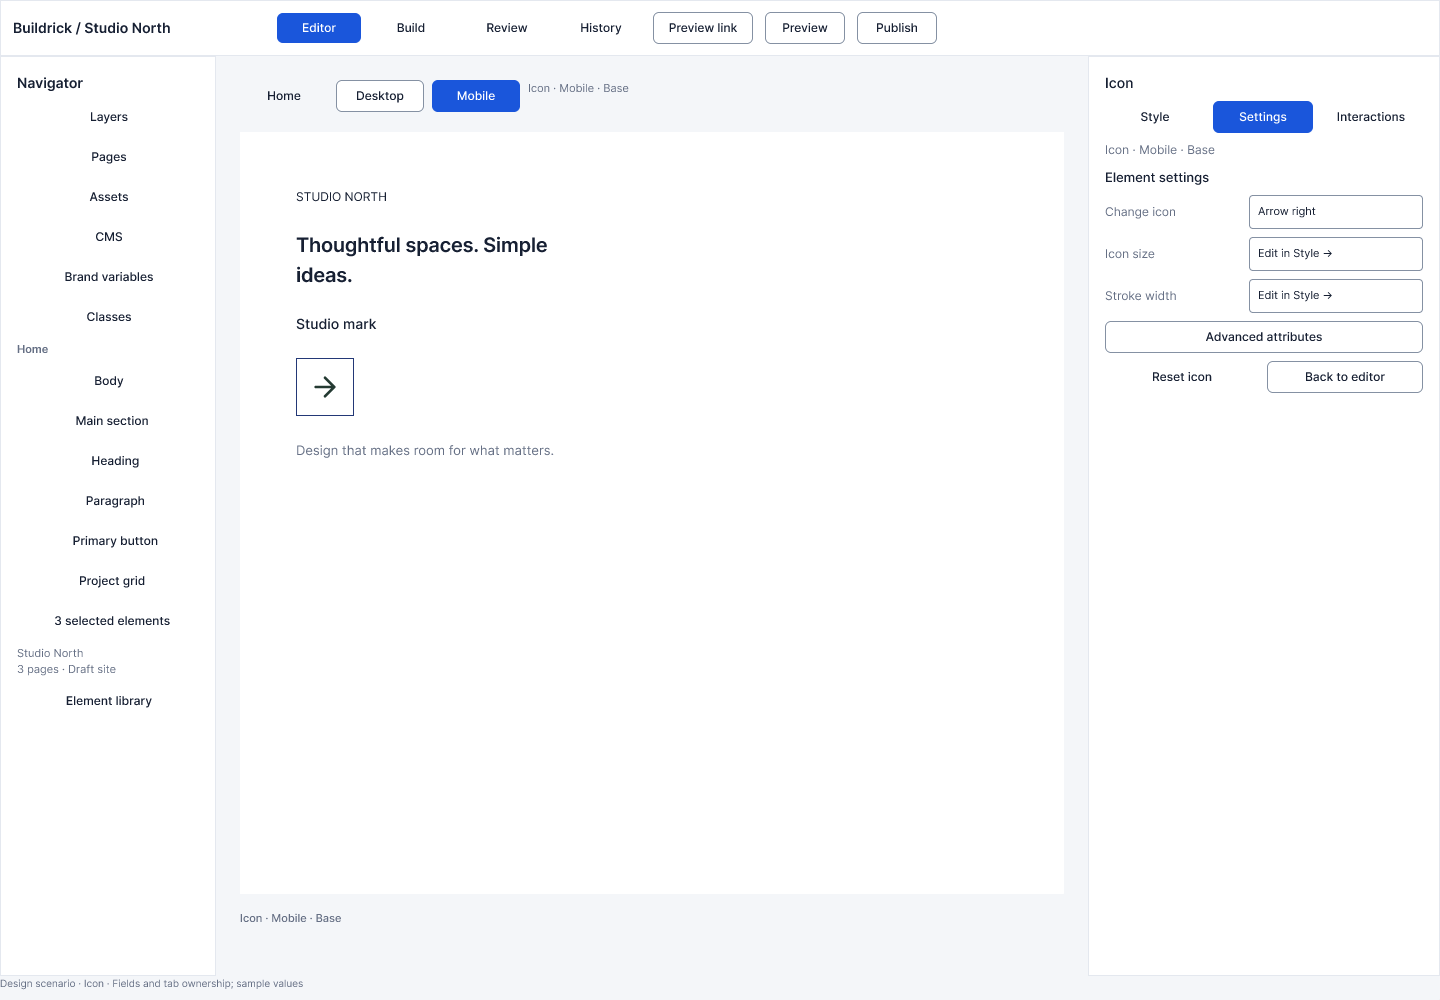 Buildrick / Studio North
Editor
Build
Review
History
Preview link
Preview
Publish
Navigator
Layers
Pages
Assets
CMS
Brand variables
Classes
Home
Body
Main section
Heading
Paragraph
Primary button
Project grid
3 selected elements
Studio North
3 pages · Draft site
Element library
Home
Desktop
Mobile
Icon · Mobile · Base
STUDIO NORTH
Thoughtful spaces. Simple
ideas.
Studio mark
Design that makes room for what matters.
Icon · Mobile · Base
Icon
Style
Settings
Interactions
Icon · Mobile · Base
Element settings
Change icon
Arrow right
Icon size
Edit in Style →
Stroke width
Edit in Style →
Advanced attributes
Reset icon
Back to editor
Design scenario · Icon · Fields and tab ownership; sample values